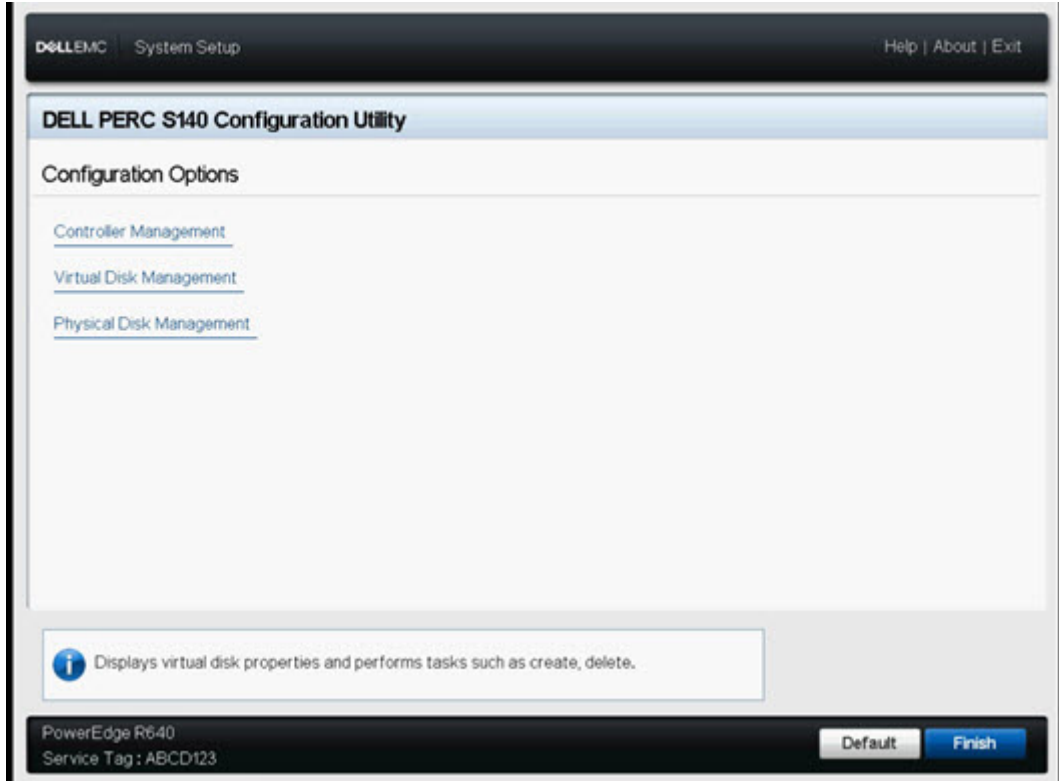 DELLEMC System Setup Help | About | Exit
DELL PERC S140 Configuration Utility
Configuration Options
Controller Management
Virtual Disk Management
Physical Disk Management
Displays virtual disk properties and performs tasks such as create, delete.
PowerEdge R640
Service Tag : ABCD123
Default Finish